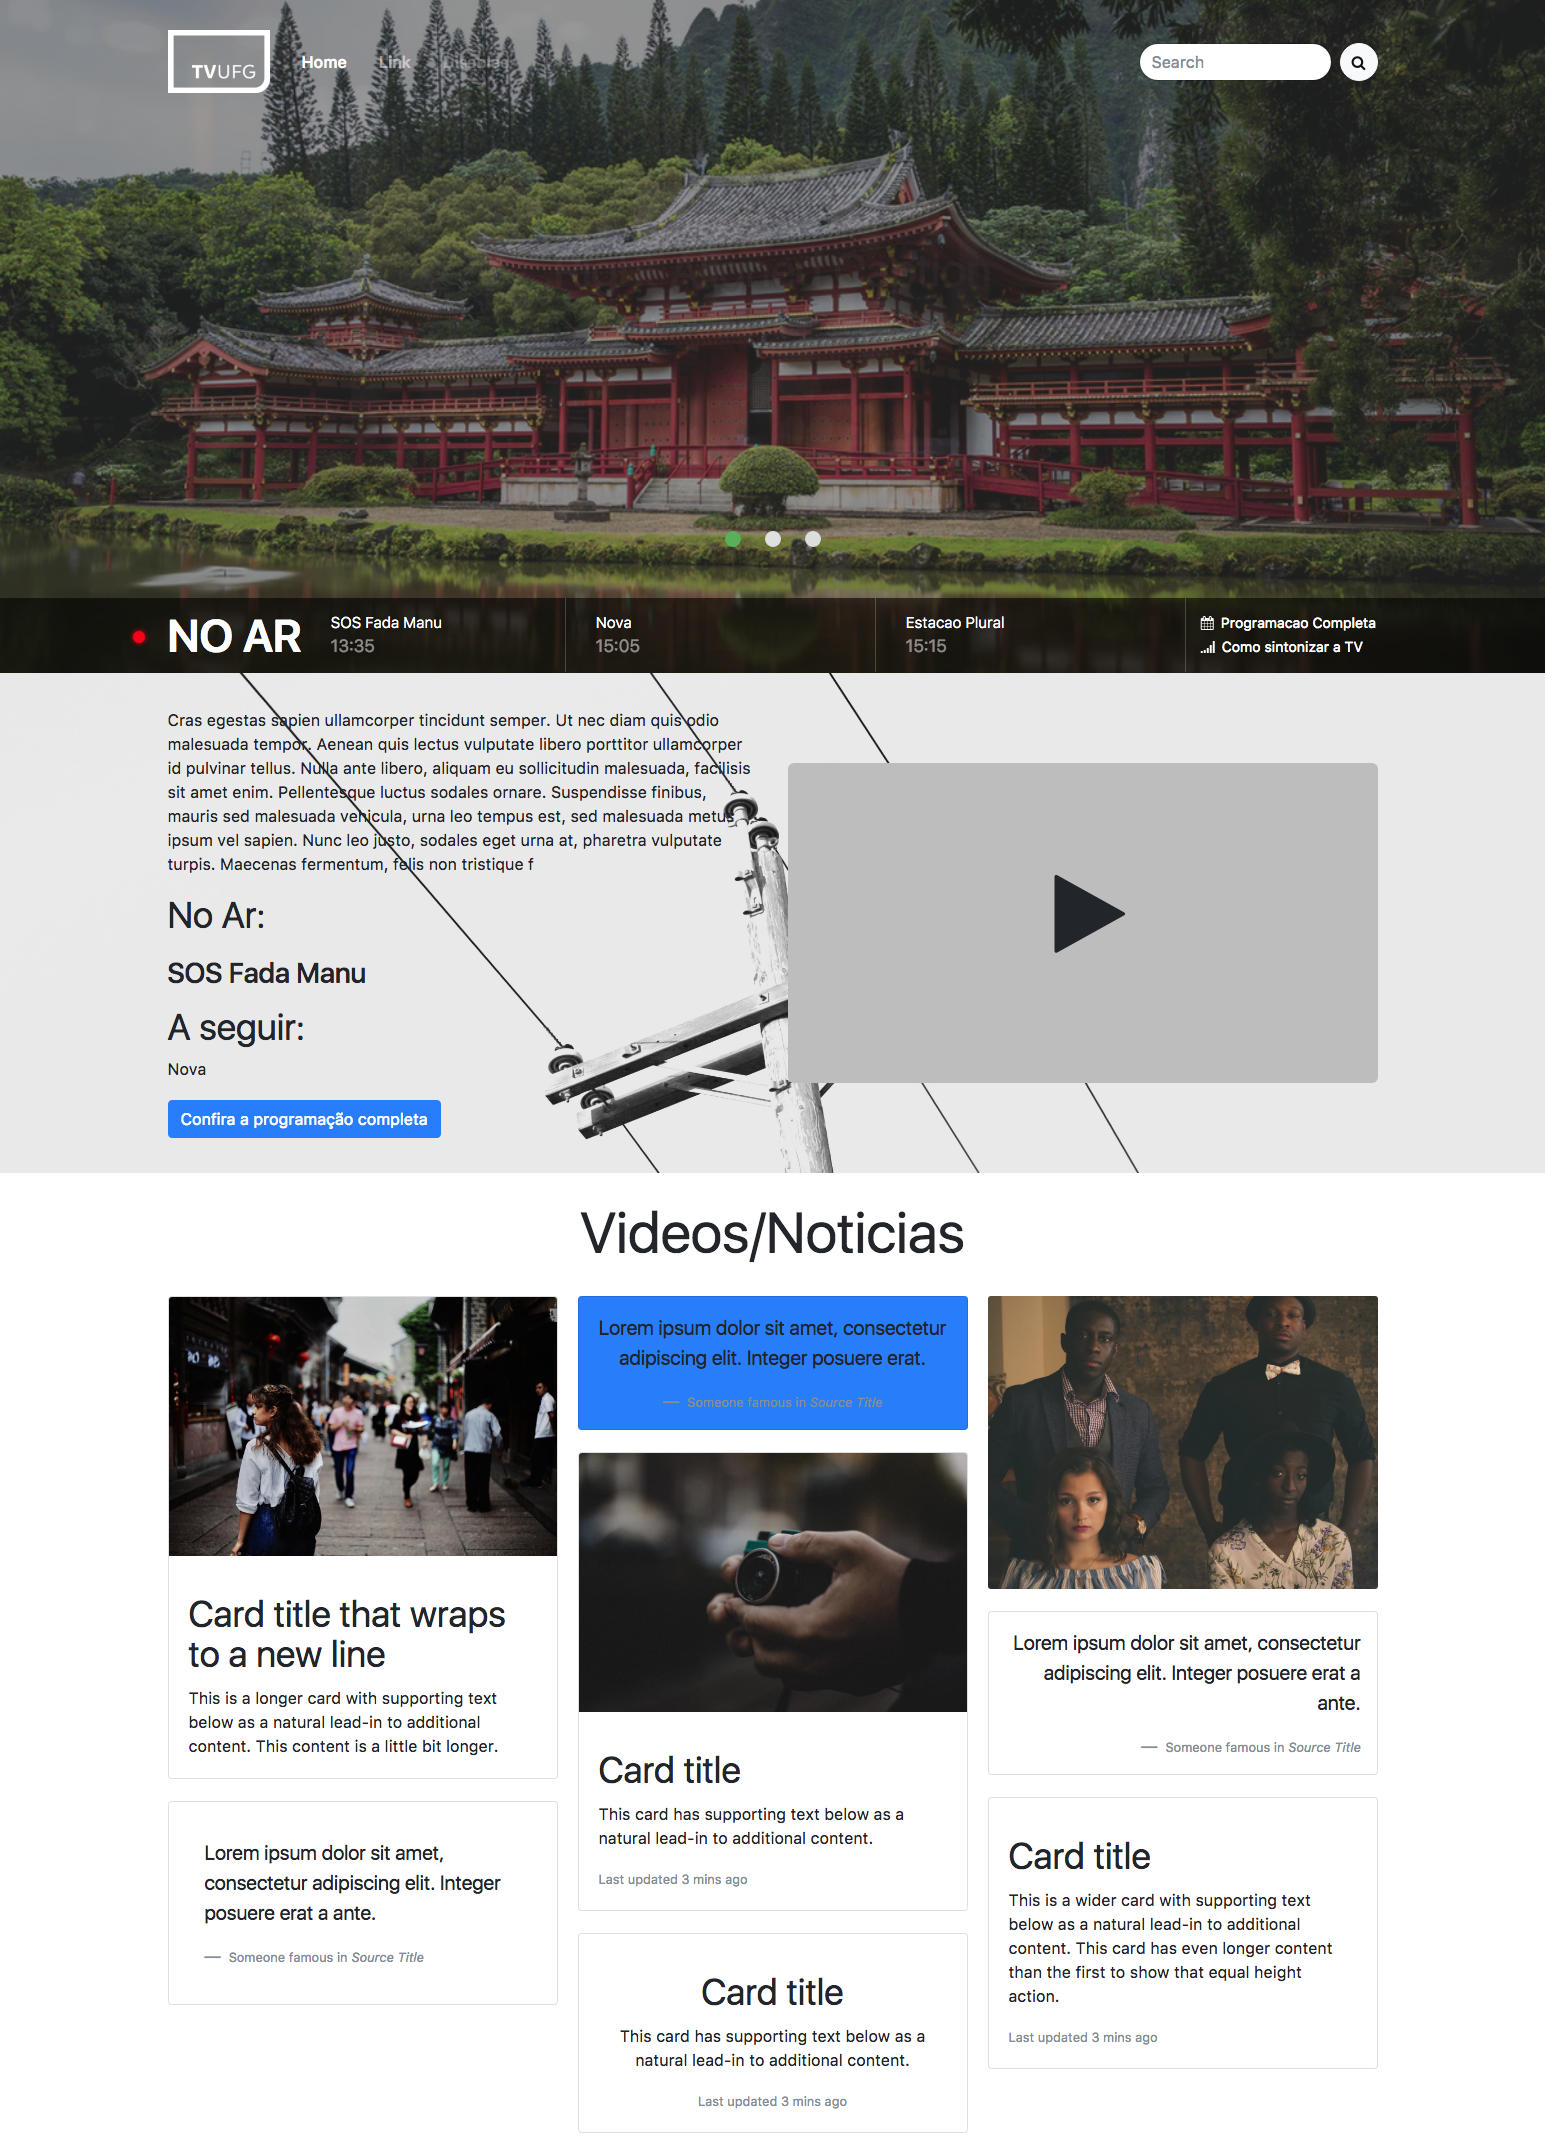 TVUFG
Home Link Disabled
Search
NO AR
SOS Fada Manu
13:35
Nova
15:05
Estacao Plural
15:15
Programacao Completa
Como sintonizar a TV
Cras egestas sapien ullamcorper tincidunt semper. Ut nec diam quis odio
malesuada tempor. Aenean quis lectus vulputate libero porttitor ullamcorper
id pulvinar tellus. Nulla ante libero, aliquam eu sollicitudin malesuada, facilisis
sit amet enim. Pellentesque luctus sodales ornare. Suspendisse finibus,
mauris sed malesuada vehicula, urna leo tempus est, sed malesuada metus
ipsum vel sapien. Nunc leo justo, sodales eget urna at, pharetra vulputate
turpis. Maecenas fermentum, felis non tristique f
No Ar:
SOS Fada Manu
A seguir:
Nova
Confira a programação completa
Videos/Noticias
Card title that wraps
to a new line
This is a longer card with supporting text
below as a natural lead-in to additional
content. This content is a little bit longer.
Lorem ipsum dolor sit amet,
consectetur adipiscing elit. Integer
posuere erat a ante.
— Someone famous in Source Title
Lorem ipsum dolor sit amet, consectetur
adipiscing elit. Integer posuere erat.
— Someone famous in Source Title
Card title
This card has supporting text below as a
natural lead-in to additional content.
Last updated 3 mins ago
Card title
This card has supporting text below as a
natural lead-in to additional content.
Last updated 3 mins ago
Lorem ipsum dolor sit amet, consectetur
adipiscing elit. Integer posuere erat a
ante.
— Someone famous in Source Title
Card title
This is a wider card with supporting text
below as a natural lead-in to additional
content. This card has even longer content
than the first to show that equal height
action.
Last updated 3 mins ago